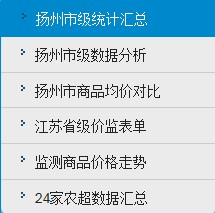 扬州市级统计汇总
扬州市级数据分析
扬州市商品均价对比
江苏省级价监表单
监测商品价格走势
24家农超数据汇总